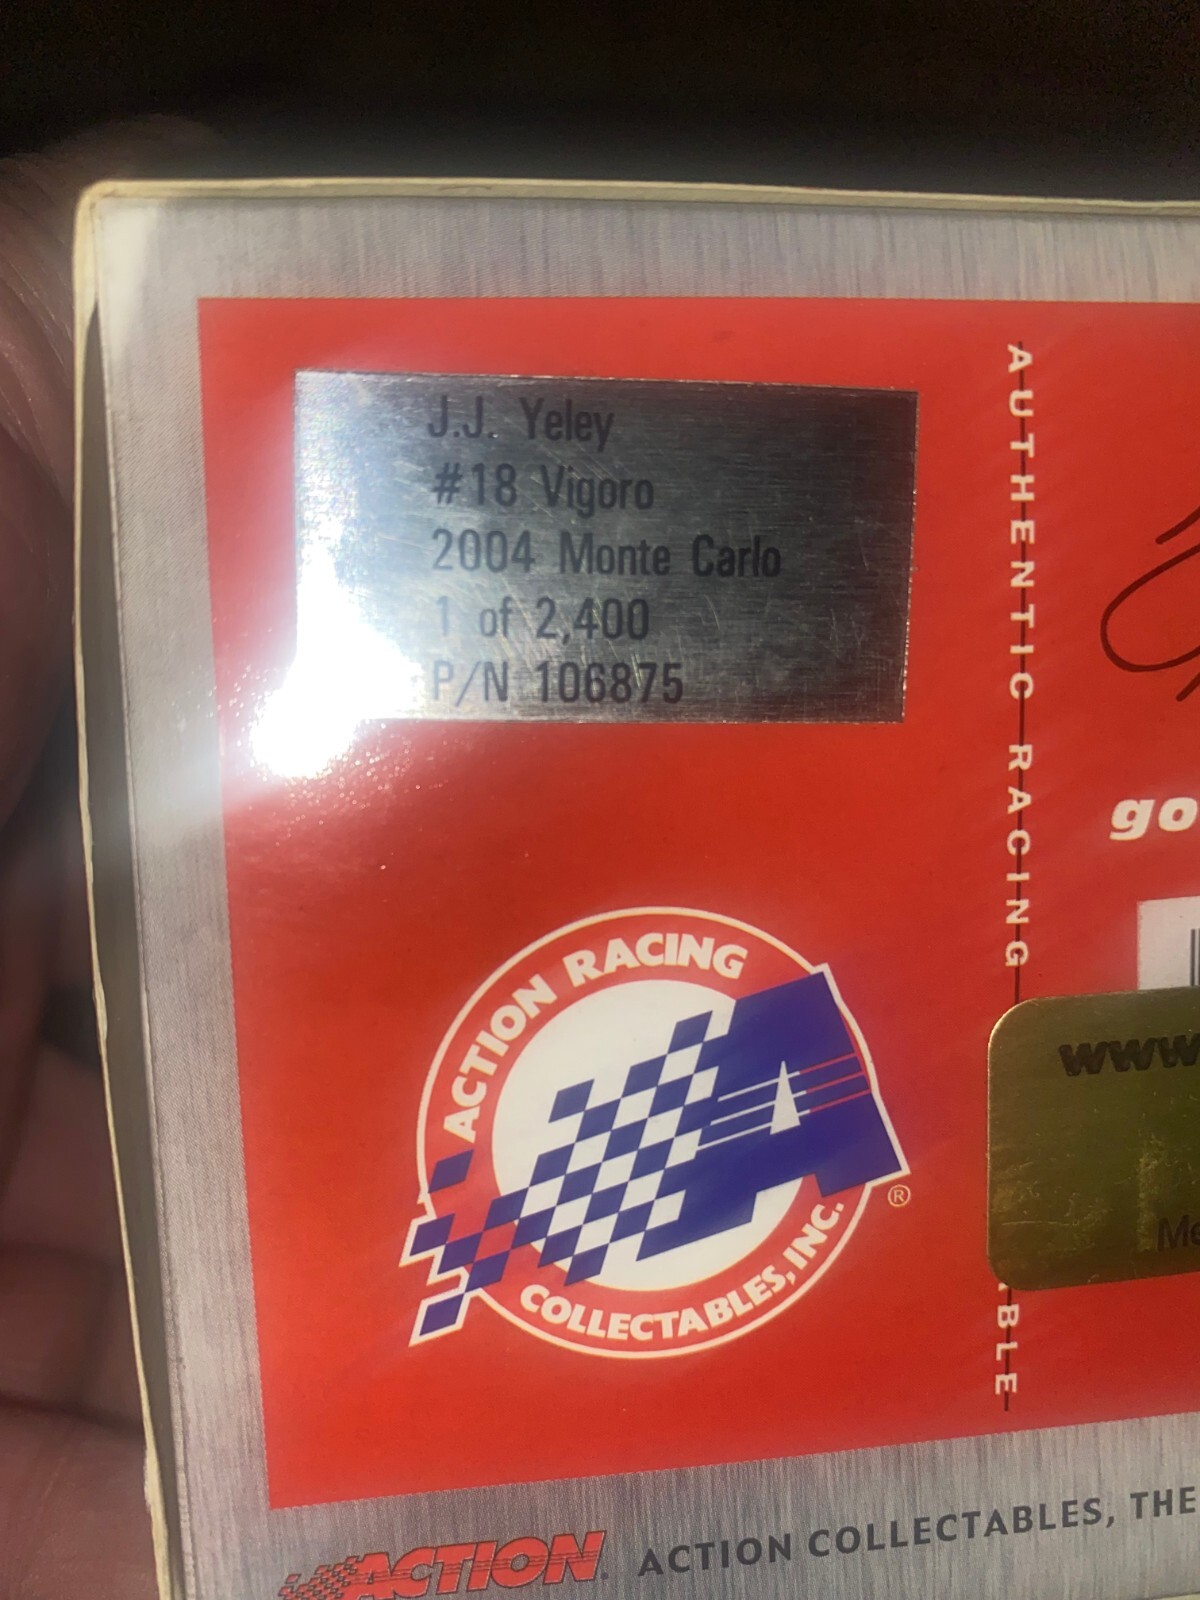 J.J. Yeley
#18 Vigoro
2004 Monte Carlo
1 of 2,400
P/N 106875
AUTHENTIC RACING
go
www
ACTION RACING
COLLECTABLES, INC.
®
ACTION
ACTION COLLECTABLES, THE